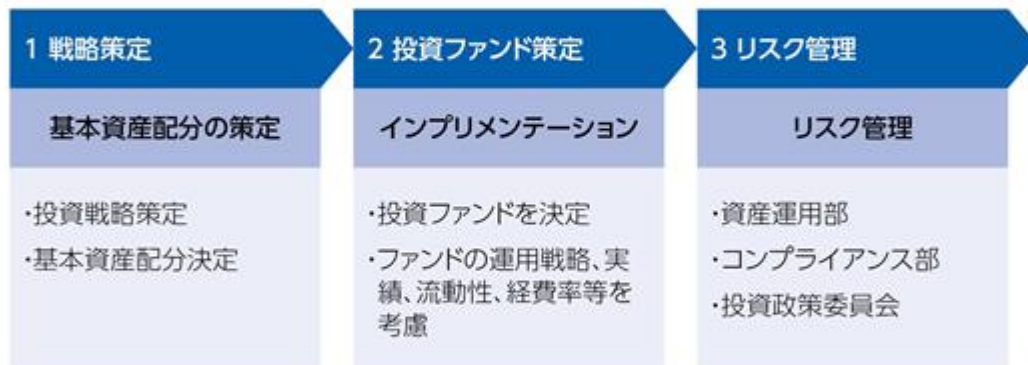 1 戦略策定
基本資産配分の策定
・投資戦略策定
・基本資産配分決定
2 投資ファンド策定
インプリメンテーション
・投資ファンドを決定
・ファンドの運用戦略、実
績、流動性、経費率等を
考慮
3 リスク管理
リスク管理
・資産運用部
・コンプライアンス部
・投資政策委員会